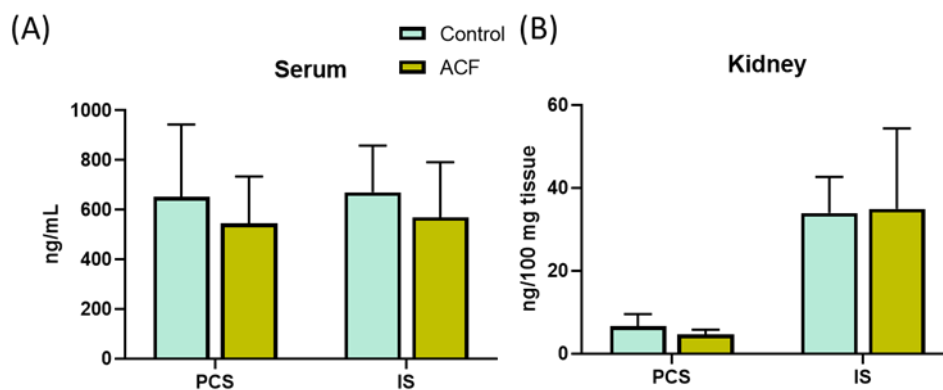 (A)
Control
ACF
Serum
ng/mL
1000
800
600
400
200
0
PCS
IS
(B)
Kidney
ng/100 mg tissue
60
40
20
0
PCS
IS